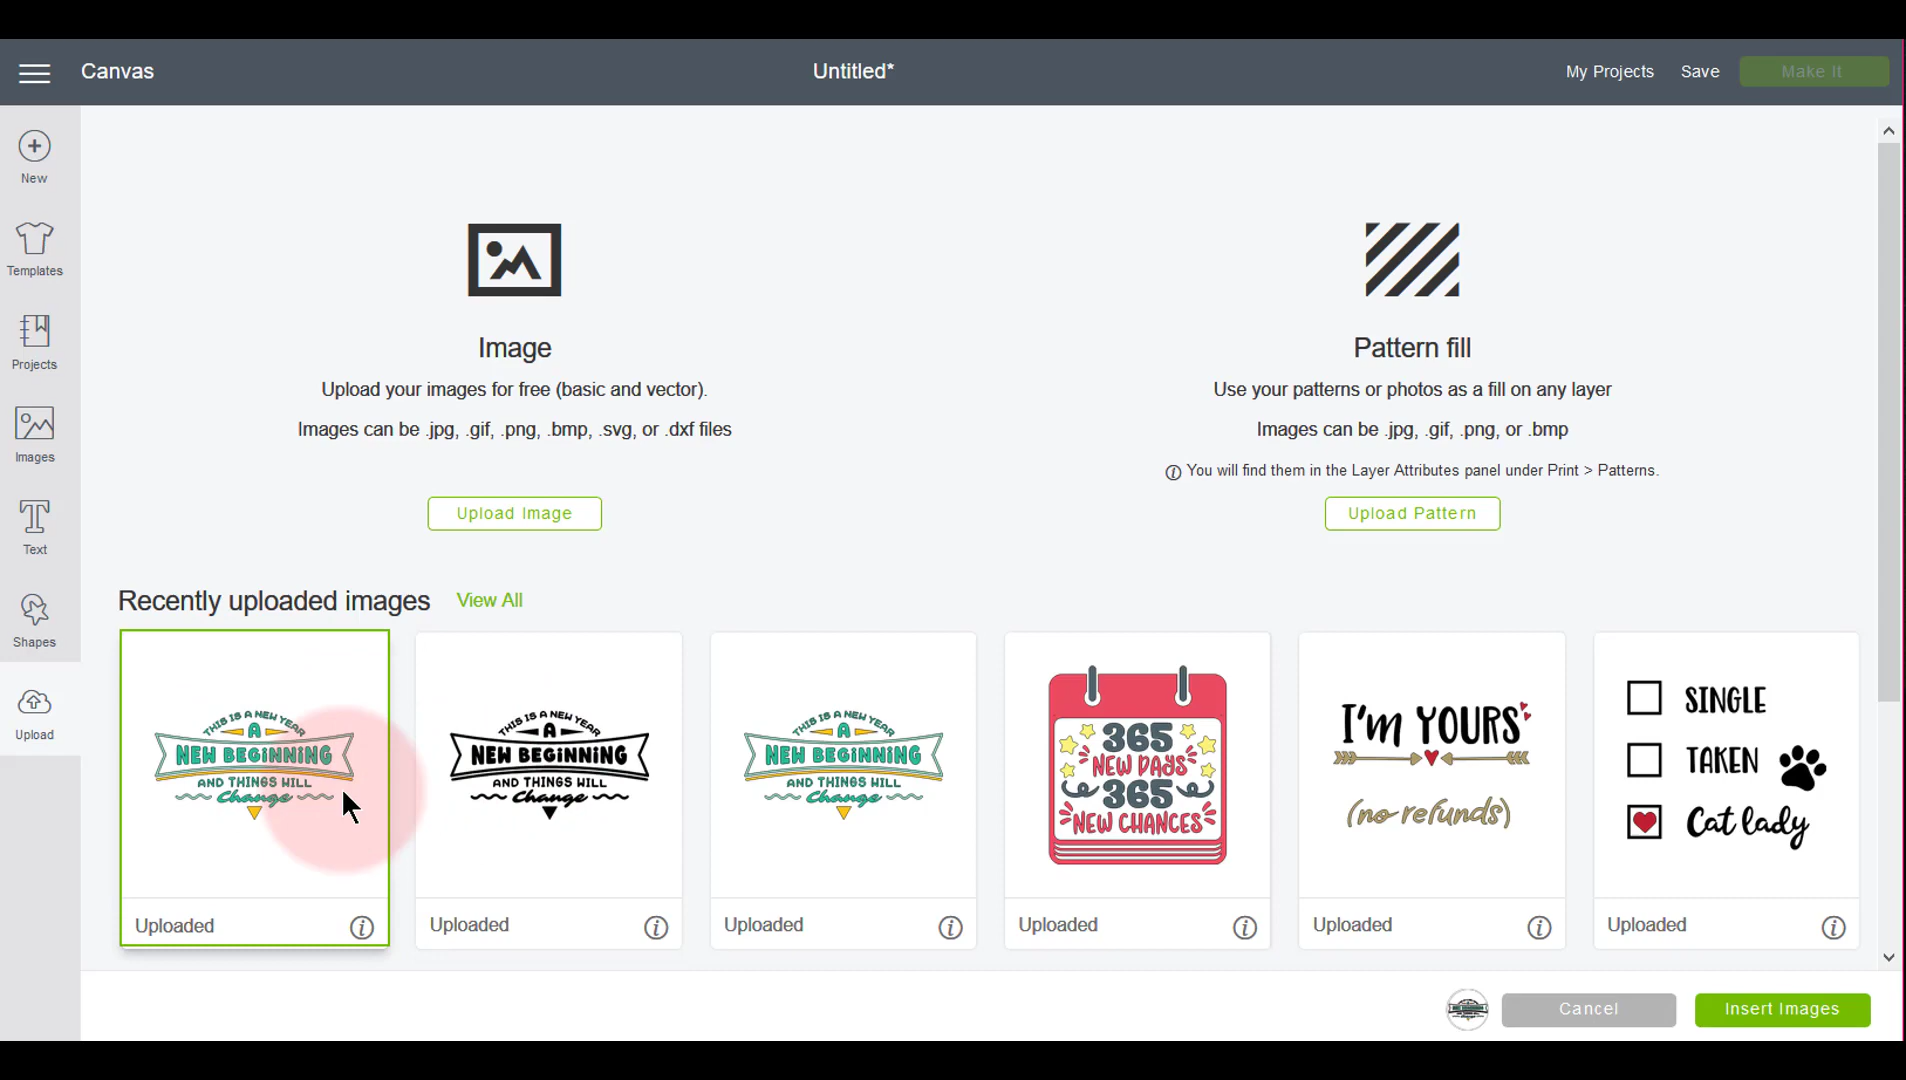 Canvas
Untitled*
My Projects
Save
Make It
New
Templates
Projects
Images
Text
Shapes
Upload
Image
Upload your images for free (basic and vector).
Images can be .jpg, .gif, .png, .bmp, .svg, or .dxf files
Upload Image
Pattern fill
Use your patterns or photos as a fill on any layer
Images can be .jpg, .gif, .png, or .bmp
You will find them in the Layer Attributes panel under Print > Patterns.
Upload Pattern
Recently uploaded images
View All
THIS IS A NEW YEAR
A
NEW BEGINNING
AND THINGS WILL
Change
Uploaded
THIS IS A NEW YEAR
A
NEW BEGINNING
AND THINGS WILL
Change
Uploaded
THIS IS A NEW YEAR
A
NEW BEGINNING
AND THINGS WILL
Change
Uploaded
365
NEW DAYS
365
NEW CHANCES
Uploaded
I'm YOURS
(no refunds)
Uploaded
SINGLE
TAKEN
Cat lady
Uploaded
Cancel
Insert Images